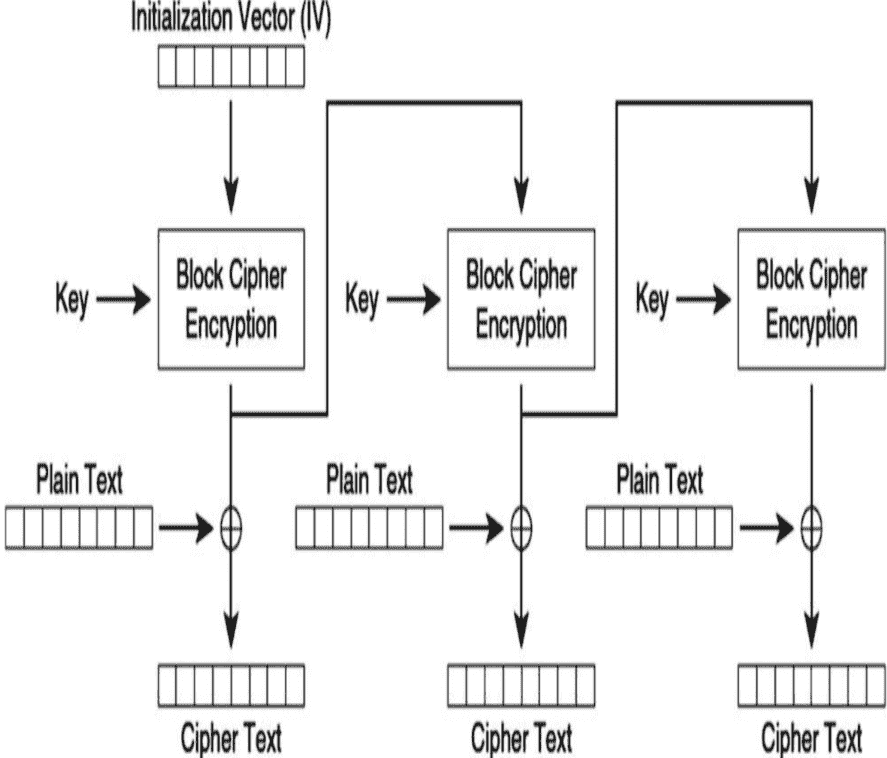 Initialization Vector (IV)
Block Cipher
Encryption
Key
Block Cipher
Encryption
Key
Block Cipher
Encryption
Key
Plain Text
Plain Text
Plain Text
Cipher Text
Cipher Text
Cipher Text